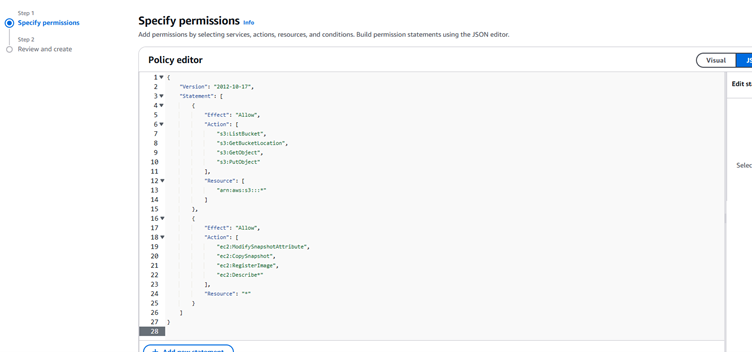 Step 1
Specify permissions
Step 2
Review and create
Specify permissions Info
Add permissions by selecting services, actions, resources, and conditions. Build permission statements using the JSON editor.
Policy editor
Visual
JS
1 {
2 "Version": "2012-10-17",
3 "Statement": [
4 {
5 "Effect": "Allow",
6 "Action": [
7 "s3:ListBucket",
8 "s3:GetBucketLocation",
9 "s3:GetObject",
10 "s3:PutObject"
11 ],
12 "Resource": [
13 "arn:aws:s3:::*"
14 ]
15 },
16 {
17 "Effect": "Allow",
18 "Action": [
19 "ec2:ModifySnapshotAttribute",
20 "ec2:CopySnapshot",
21 "ec2:RegisterImage",
22 "ec2:Describe*"
23 ],
24 "Resource": "*"
25 }
26 ]
27 }
28
Edit sta
Selec
+ Add new statement